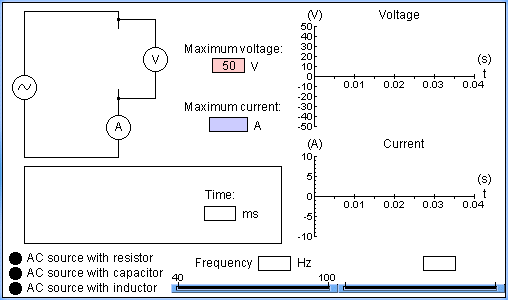 (V) Voltage
50
40
30
20
10
0
-10
-20
-30
-40
-50
0.01 0.02 0.03 0.04
(s)
t
V
A
Maximum voltage:
50 V
Maximum current:
A
(A) Current
10
5
0
-5
-10
0.01 0.02 0.03 0.04
(s)
t
Time:
ms
Frequency Hz
AC source with resistor
AC source with capacitor
AC source with inductor
40 100